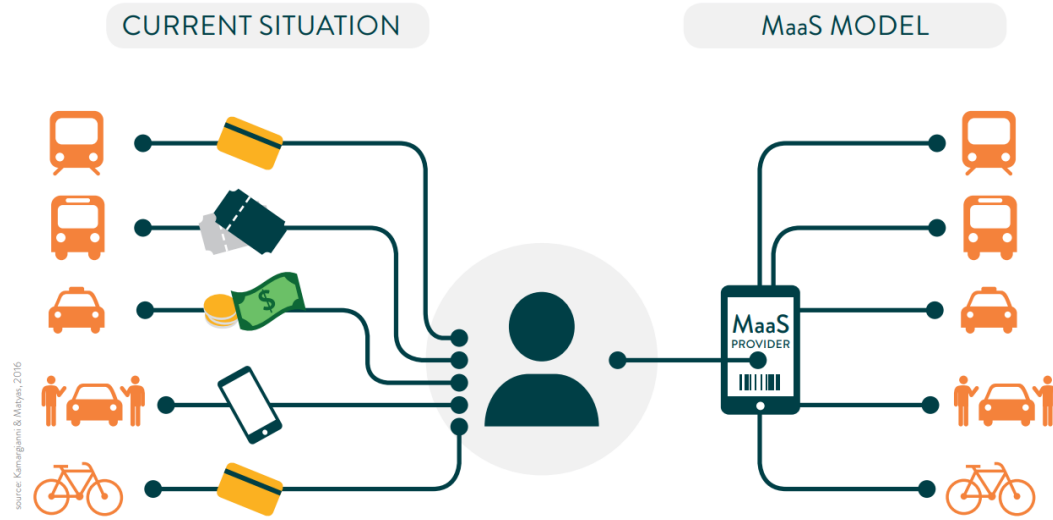 CURRENT SITUATION
MaaS MODEL
$
MaaS
PROVIDER
source: Kamargianni & Matyas, 2016